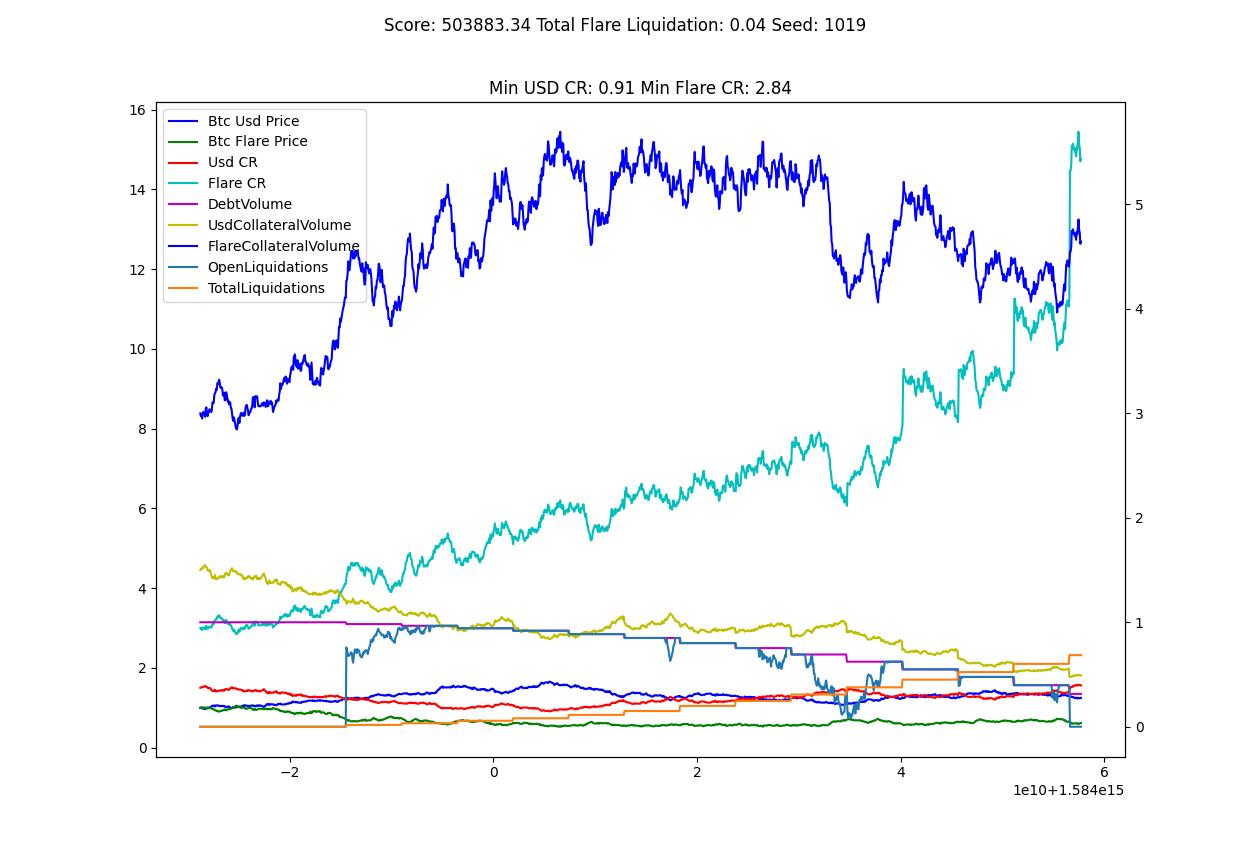 Score: 503883.34 Total Flare Liquidation: 0.04 Seed: 1019
Min USD CR: 0.91 Min Flare CR: 2.84
Btc Usd Price
Btc Flare Price
Usd CR
Flare CR
DebtVolume
UsdCollateralVolume
FlareCollateralVolume
OpenLiquidations
TotalLiquidations
16
14
12
10
8
6
4
2
0
5
4
3
2
1
0
−2
0
2
4
6
1e10+1.584e15